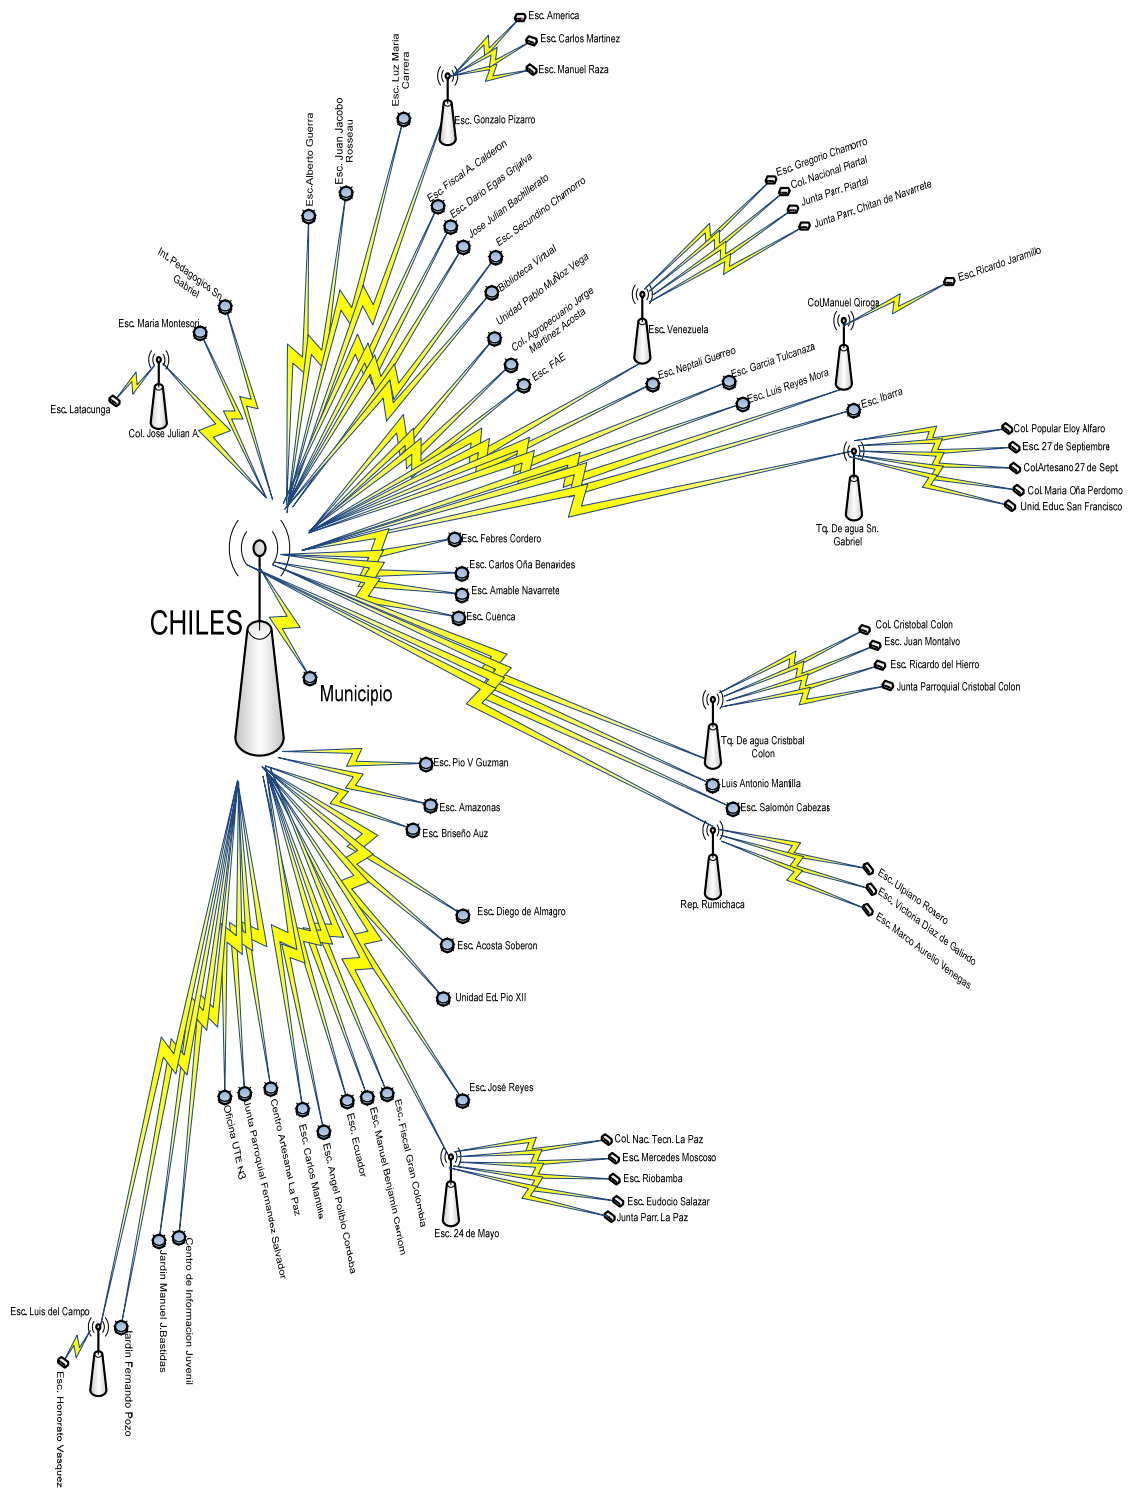 Esc. America
Esc. Carlos Martinez
Esc. Manuel Raza
Esc. Luz Maria
Carrera
Esc. Gonzalo Pizarro
Esc.Alberto Guerra
Esc. Juan Jacobo
Rosseau
Esc. Fiscal A. Calderon
Esc. Dario Egas Grijalva
Jose Julian Bachillerato
Esc. Secundino Chamorro
Biblioteca Virtual
Unidad Pablo MuÑoz Vega
Col. Agropecuario Jorge
Martinez Acosta
Esc. FAE
Esc. Gregorio Chamorro
Col. Nacional Piartal
Junta Parr. Piartal
Junta Parr. Chitan de Navarrete
Esc. Venezuela
Esc. Ricardo Jaramillo
Col.Manuel Qiroga
Int. Pedagogico Sn.
Gabriel
Esc. Maria Montesori
Esc. Latacunga
Col. Jose Julian A.
Esc. Neptali Guerreo
Esc. Garcia Tulcanaza
Esc. Luis Reyes Mora
Esc. Ibarra
Col. Popular Eloy Alfaro
Esc. 27 de Septiembre
Col.Artesano 27 de Sept.
Col. Maria Oña Perdomo
Unid. Educ. San Francisco
Tq. De agua Sn.
Gabriel
Esc. Febres Cordero
Esc. Carlos Oña Benavides
Esc. Amable Navarrete
Esc. Cuenca
CHILES
Municipio
Col. Cristobal Colon
Esc. Juan Montalvo
Esc. Ricardo del Hierro
Junta Parroquial Cristobal Colon
Tq. De agua Cristobal
Colon
Luis Antonio Mantilla
Esc. Salomón Cabezas
Rep. Rumichaca
Esc. Ulpiano Rosero
Esc. Victoria Diaz de Galindo
Esc. Marco Aurelio Venegas
Esc. Pio V Guzman
Esc. Amazonas
Esc. Briseño Auz
Esc. Diego de Almagro
Esc. Acosta Soberon
Unidad Ed. Pio XII
Esc. José Reyes
Oficina UTE N3
Junta Parroquial Fernandez Salvador
Centro Artesanal La Paz
Esc. Carlos Mantilla
Esc. Angel Polibio Cordoba
Esc. Ecuador
Esc. Manuel Benjamin Carriom
Esc. Fiscal Gran Colombia
Col. Nac. Tecn. La Paz
Esc. Mercedes Moscoso
Esc. Riobamba
Esc. Eudocio Salazar
Junta Parr. La Paz
Esc. 24 de Mayo
Esc. Luis del Campo
Esc. Honorato Vasquez
Jardin Fernando Pozo
Jardin Manuel J.Bastidas
Centro de Informacion Juvenil